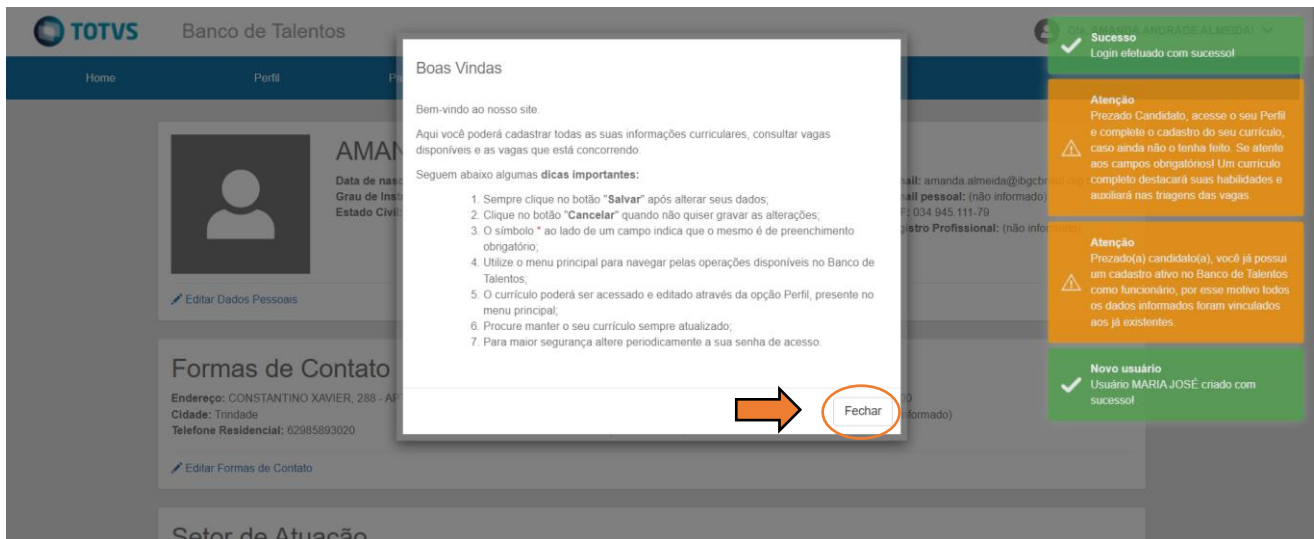 TOTVS Banco de Talentos
AMANDA ANDRADE ALMEIDA!
Home Perfil
Boas Vindas
Bem-vindo ao nosso site.
Aqui você poderá cadastrar todas as suas informações curriculares, consultar vagas
disponíveis e as vagas que está concorrendo.
Seguem abaixo algumas dicas importantes:
1. Sempre clique no botão "Salvar" após alterar seus dados;
2. Clique no botão "Cancelar" quando não quiser gravar as alterações;
3. O símbolo * ao lado de um campo indica que o mesmo é de preenchimento
obrigatório;
4. Utilize o menu principal para navegar pelas operações disponíveis no Banco de
Talentos;
5. O currículo poderá ser acessado e editado através da opção Perfil, presente no
menu principal;
6. Procure manter o seu currículo sempre atualizado;
7. Para maior segurança altere periodicamente a sua senha de acesso.
Fechar
Sucesso
Login efetuado com sucesso!
Atenção
Prezado Candidato, acesse o seu Perfil
e complete o cadastro do seu currículo,
caso ainda não o tenha feito. Se atente
aos campos obrigatórios! Um currículo
completo destacará suas habilidades e
auxiliará nas triagens das vagas.
Atenção
Prezado(a) candidato(a), você já possui
um cadastro ativo no Banco de Talentos
como funcionário, por esse motivo todos
os dados informados foram vinculados
aos já existentes.
Novo usuário
Usuário MARIA JOSÉ criado com
sucesso!
AMAN
Data de nasc
Grau de Inst
Estado Civil:
ail: amanda.almeida@ibgcbr
ail pessoal: (não informado)
F: 034.945.111-79
istro Profissional: (não infor
Editar Dados Pessoais
Formas de Contato
Endereço: CONSTANTINO XAVIER, 288 - AP
Cidade: Trindade
Telefone Residencial: 62985893020
nformado)
Editar Formas de Contato
Setor de Atuação